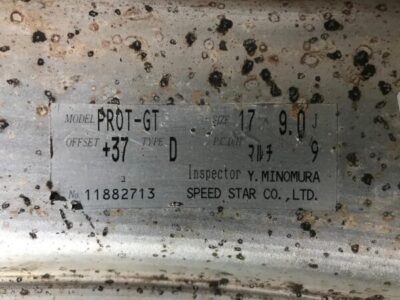 MODEL PROT-GT SIZE 17 9.0 J
OFFSET +37 TYPE D P.C.D マルチ 9
Inspector Y. MINOMURA
No 11882713 SPEED STAR CO.,LTD.